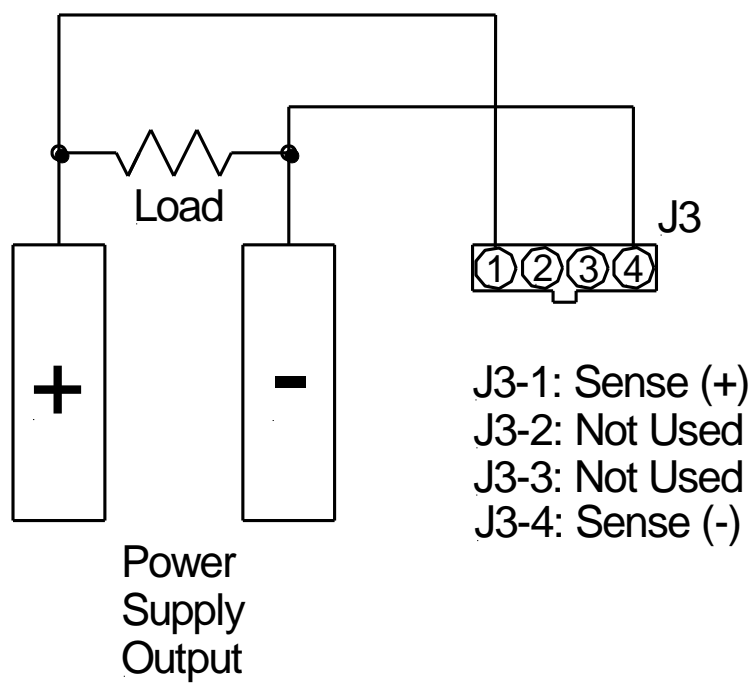 Load
J3
1 2 3 4
+
-
J3-1: Sense (+)
J3-2: Not Used
J3-3: Not Used
J3-4: Sense (-)
Power
Supply
Output